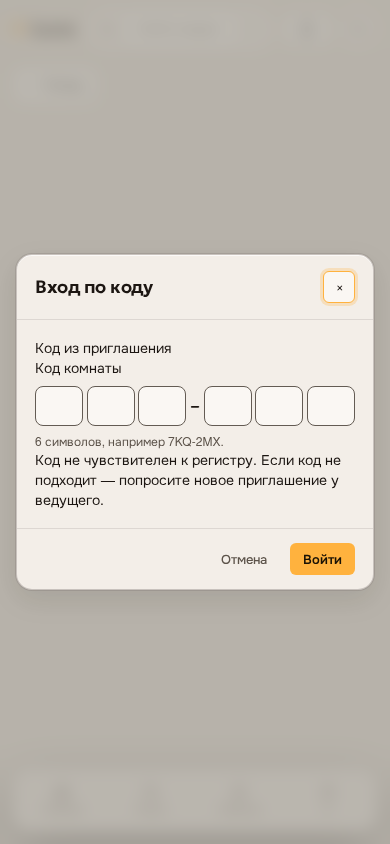 Вход по коду
×
Код из приглашения
Код комнаты
–
6 символов, например 7KQ-2MX.
Код не чувствителен к регистру. Если код не
подходит — попросите новое приглашение у
ведущего.
Отмена
Войти